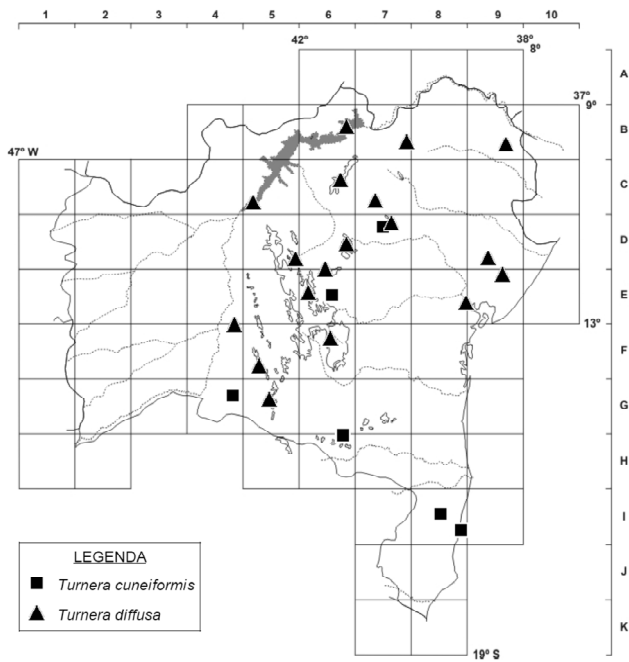 1 2 3 4 5 6 7 8 9 10
42° 38° 8°
A
37° 9°
B
47° W
C
D
E
13°
F
G
H
I
LEGENDA
Turnera cuneiformis
J
Turnera diffusa
K
19° S